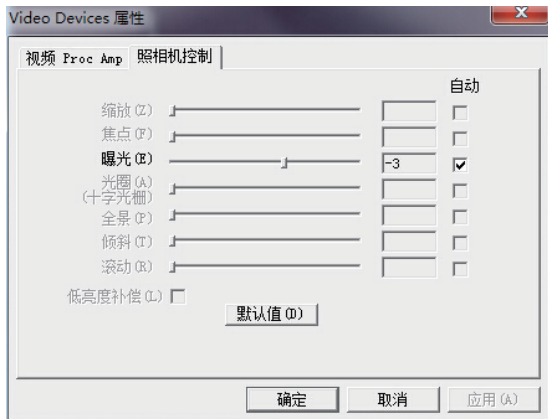 Video Devices 属性
视频 Proc Amp 照相机控制
自动
缩放(Z)
焦点(F)
曝光(E) -3
光圈(A)
(十字光栅)
全景(P)
倾斜(T)
滚动(R)
低亮度补偿(L)
默认值(D)
确定 取消 应用(A)